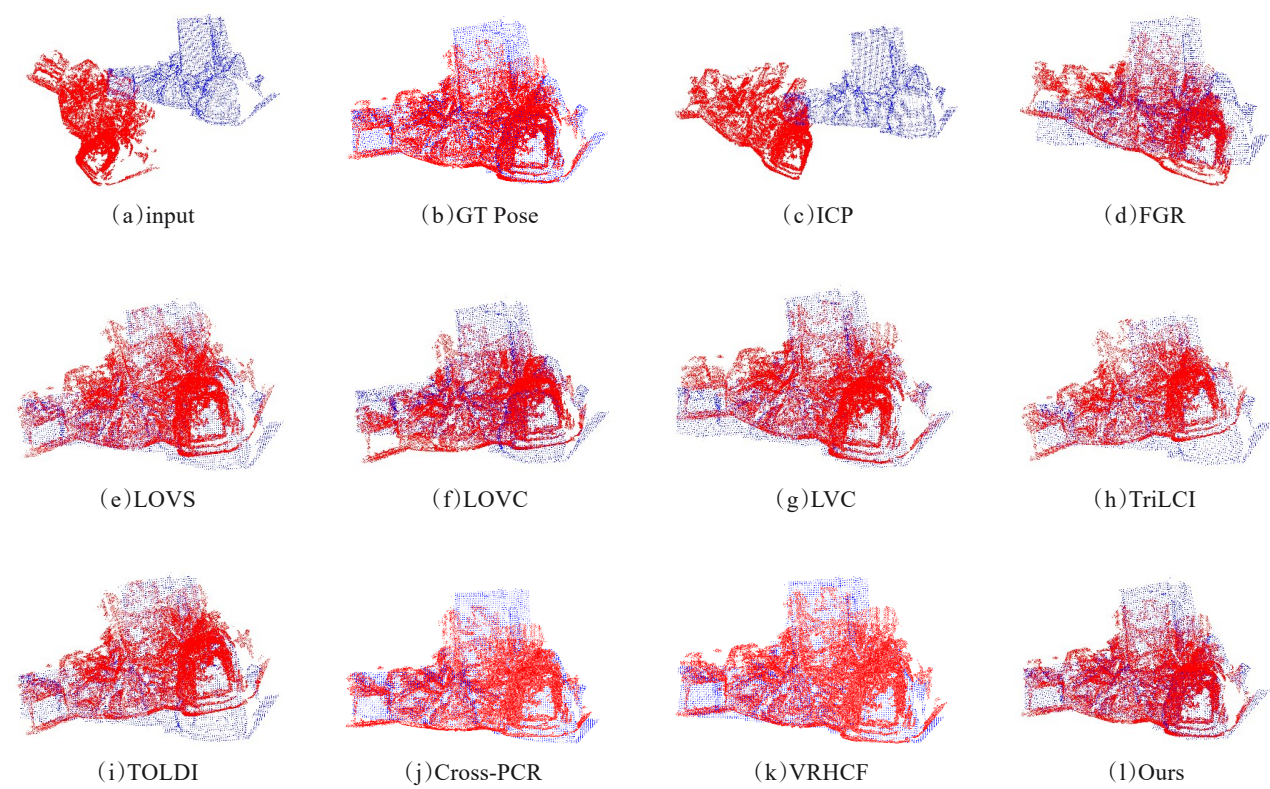 (a)input
(b)GT Pose
(c)ICP
(d)FGR
(e)LOVS
(f)LOVC
(g)LVC
(h)TriLCI
(i)TOLDI
(j)Cross-PCR
(k)VRHCF
(l)Ours